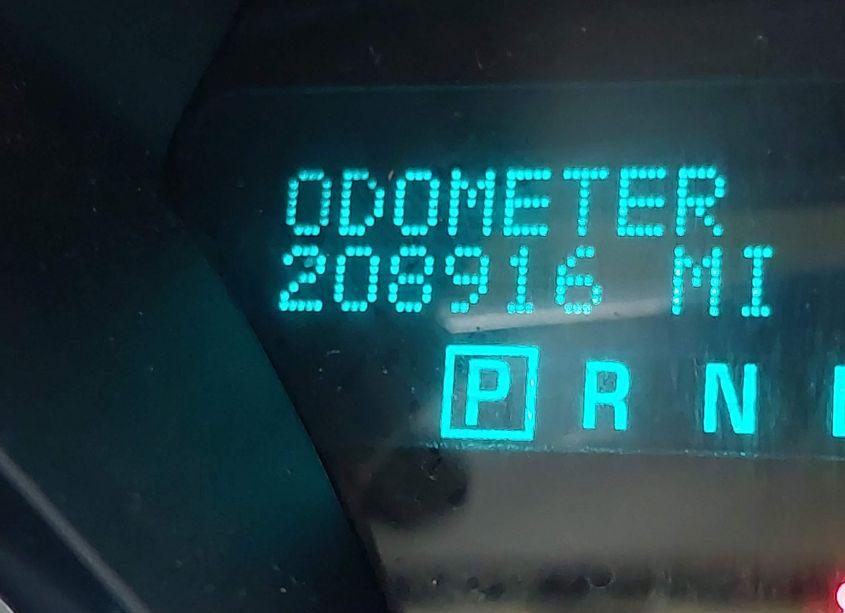 ODOMETER
208916 MI
P R N